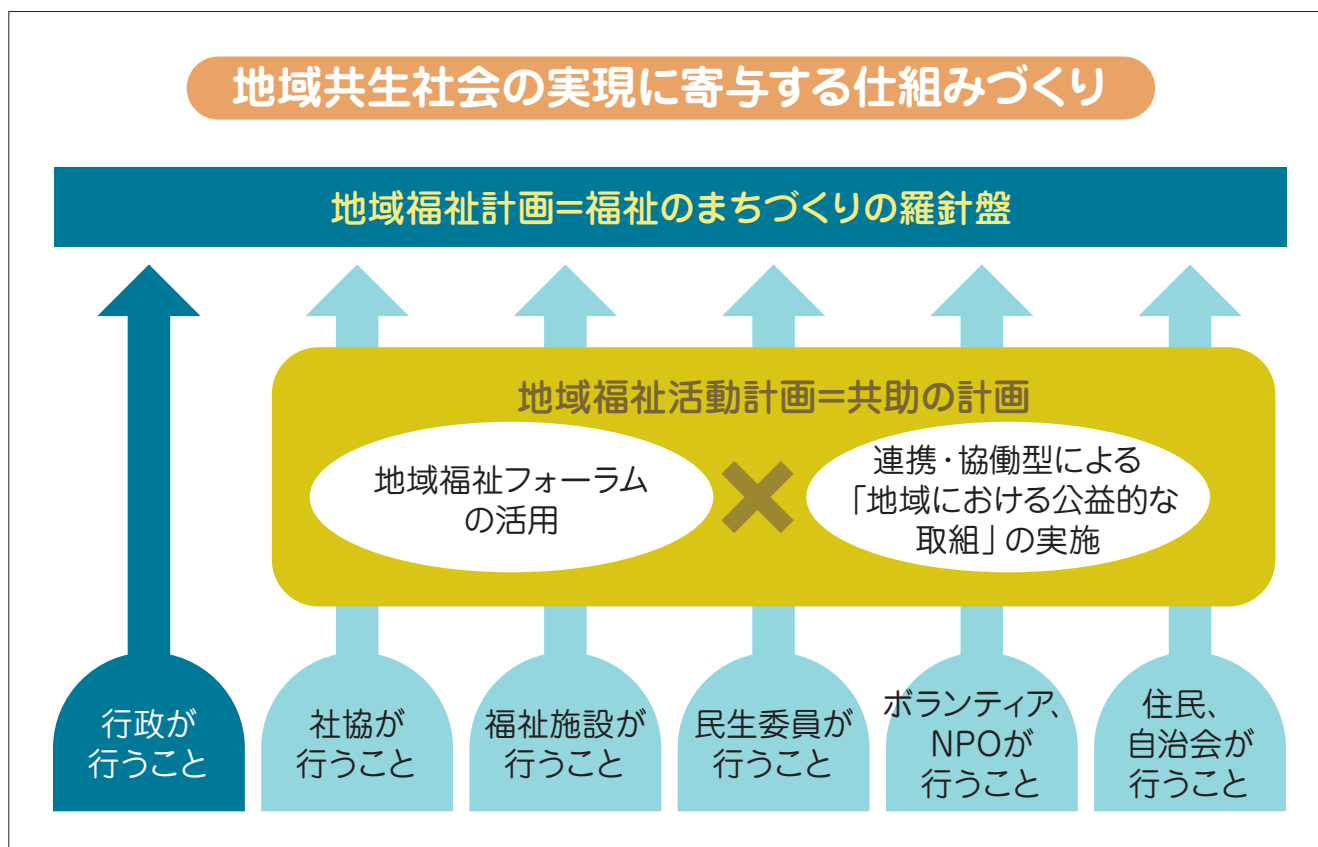 地域共生社会の実現に寄与する仕組みづくり
地域福祉計画=福祉のまちづくりの羅針盤
地域福祉活動計画=共助の計画
地域福祉フォーラム
の活用
連携・協働型による
「地域における公益的な
取組」の実施
行政が
行うこと
社協が
行うこと
福祉施設が
行うこと
民生委員が
行うこと
ボランティア、
NPOが
行うこと
住民、
自治会が
行うこと